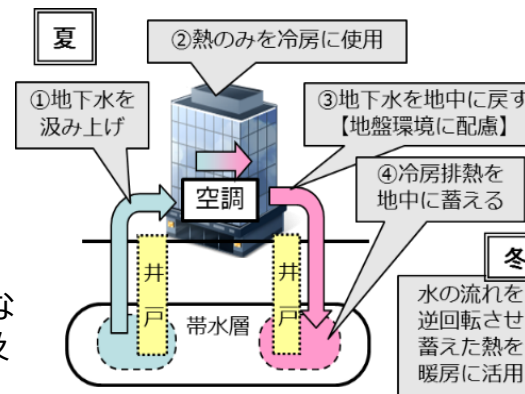 夏
②熱のみを冷房に使用
①地下水を
汲み上げ
③地下水を地中に戻す
【地盤環境に配慮】
④冷房排熱を
地中に蓄える
空調
井戸
井戸
帯水層
な
及
冬
水の流れを
逆回転させ
蓄えた熱を
暖房に活用